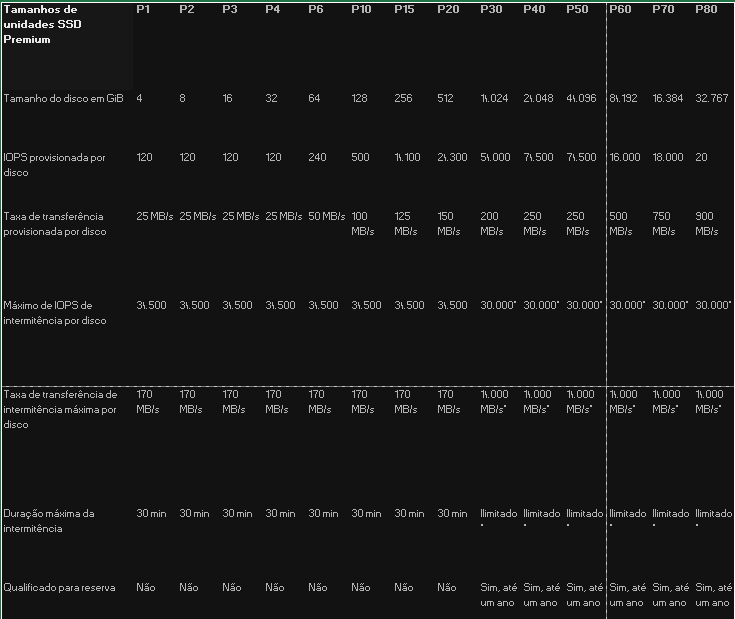 Tamanhos de unidades SSD Premium P1 P2 P3 P4 P6 P10 P15 P20 P30 P40 P50 P60 P70 P80
Tamanho do disco em GiB 4 8 16 32 64 128 256 512 1\.024 2\.048 4\.096 8\.192 16.384 32.767
IOPS provisionada por disco 120 120 120 120 240 500 1\.100 2\.300 5\.000 7\.500 7\.500 16.000 18.000 20
Taxa de transferência provisionada por disco 25 MB/s 25 MB/s 25 MB/s 25 MB/s 50 MB/s 100 MB/s 125 MB/s 150 MB/s 200 MB/s 250 MB/s 250 MB/s 500 MB/s 750 MB/s 900 MB/s
Máximo de IOPS de intermitência por disco 3\.500 3\.500 3\.500 3\.500 3\.500 3\.500 3\.500 3\.500 30.000* 30.000* 30.000* 30.000* 30.000* 30.000*
Taxa de transferência de intermitência máxima por disco 170 MB/s 170 MB/s 170 MB/s 170 MB/s 170 MB/s 170 MB/s 170 MB/s 170 MB/s 1\.000 MB/s* 1\.000 MB/s* 1\.000 MB/s* 1\.000 MB/s* 1\.000 MB/s* 1\.000 MB/s*
Duração máxima da intermitência 30 min 30 min 30 min 30 min 30 min 30 min 30 min 30 min Ilimitado* Ilimitado* Ilimitado* Ilimitado* Ilimitado* Ilimitado*
Qualificado para reserva Não Não Não Não Não Não Não Não Sim, até um ano Sim, até um ano Sim, até um ano Sim, até um ano Sim, até um ano Sim, até um ano